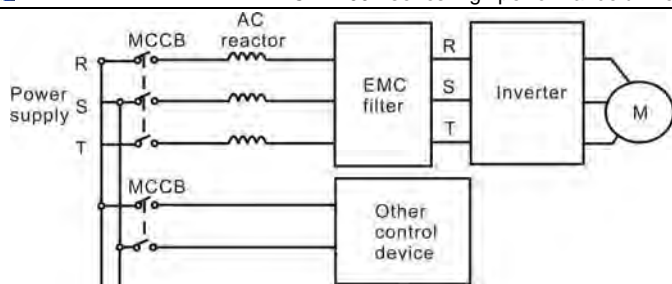 AC
reactor
MCCB
R
Power
supply
S
T
EMC
filter
R
S
T
Inverter
M
MCCB
Other
control
device